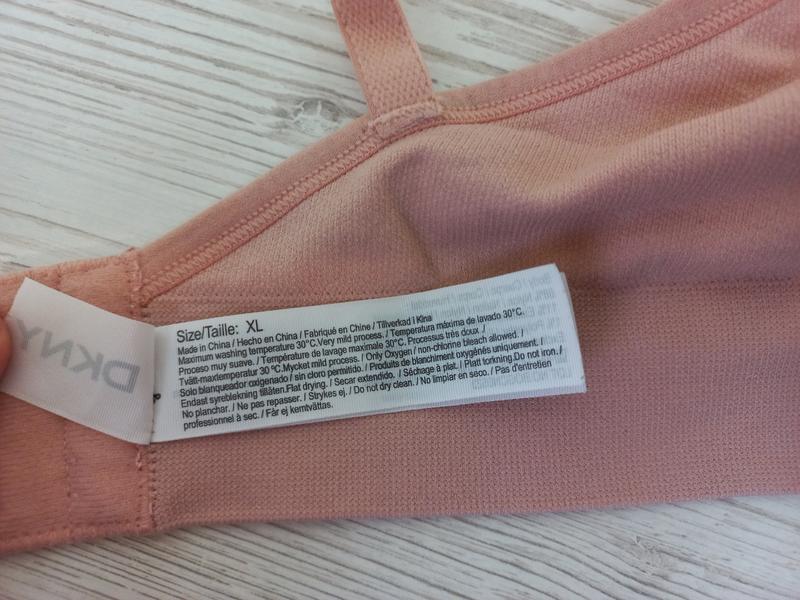 DKNY
Size/Taille: XL
Made in China / Hecho en China / Fabriqué en Chine / Tillverkad i Kina
Maximum washing temperature 30°C.Very mild process. / Temperatura máxima de lavado 30°C.
Proceso muy suave. / Température de lavage maximale 30°C. Processus très doux /
Tvätt-maxtemperatur 30 ºC.Mycket mild process. / Only Oxygen / non-chlorine bleach allowed. /
Solo blanqueador oxigenado / sin cloro permitido. / Produits de blanchiment oxygénés uniquement. /
Endast syreblekning tillåten.Flat drying. / Secar extendido. / Séchage à plat. / Platt torkning.Do not iron. /
No planchar. / Ne pas repasser. / Strykes ej. / Do not dry clean. / No limpiar en seco. / Pas d'entretien
professionnel à sec. / Får ej kemtvättas.